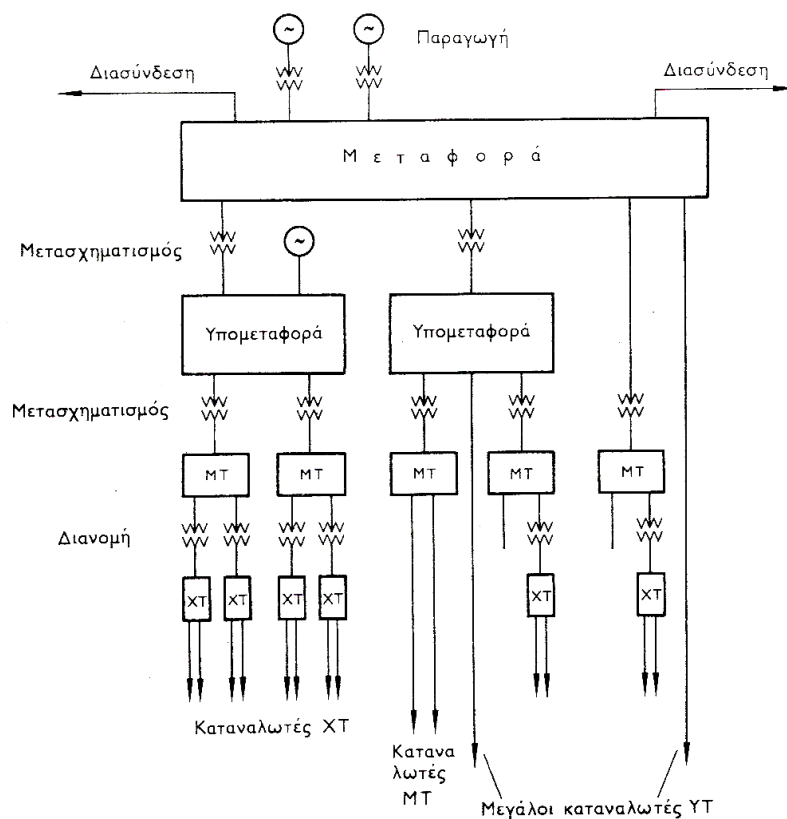 ~
~
Παραγωγή
Διασύνδεση
Διασύνδεση
Μεταφορά
Μετασχηματισμός
~
Υπομεταφορά
Υπομεταφορά
Μετασχηματισμός
ΜΤ
ΜΤ
ΜΤ
ΜΤ
ΜΤ
Διανομή
ΧΤ
ΧΤ
ΧΤ
ΧΤ
ΧΤ
ΧΤ
Καταναλωτές ΧΤ
Κατανα
λωτές
ΜΤ
Μεγάλοι καταναλωτές ΥΤ